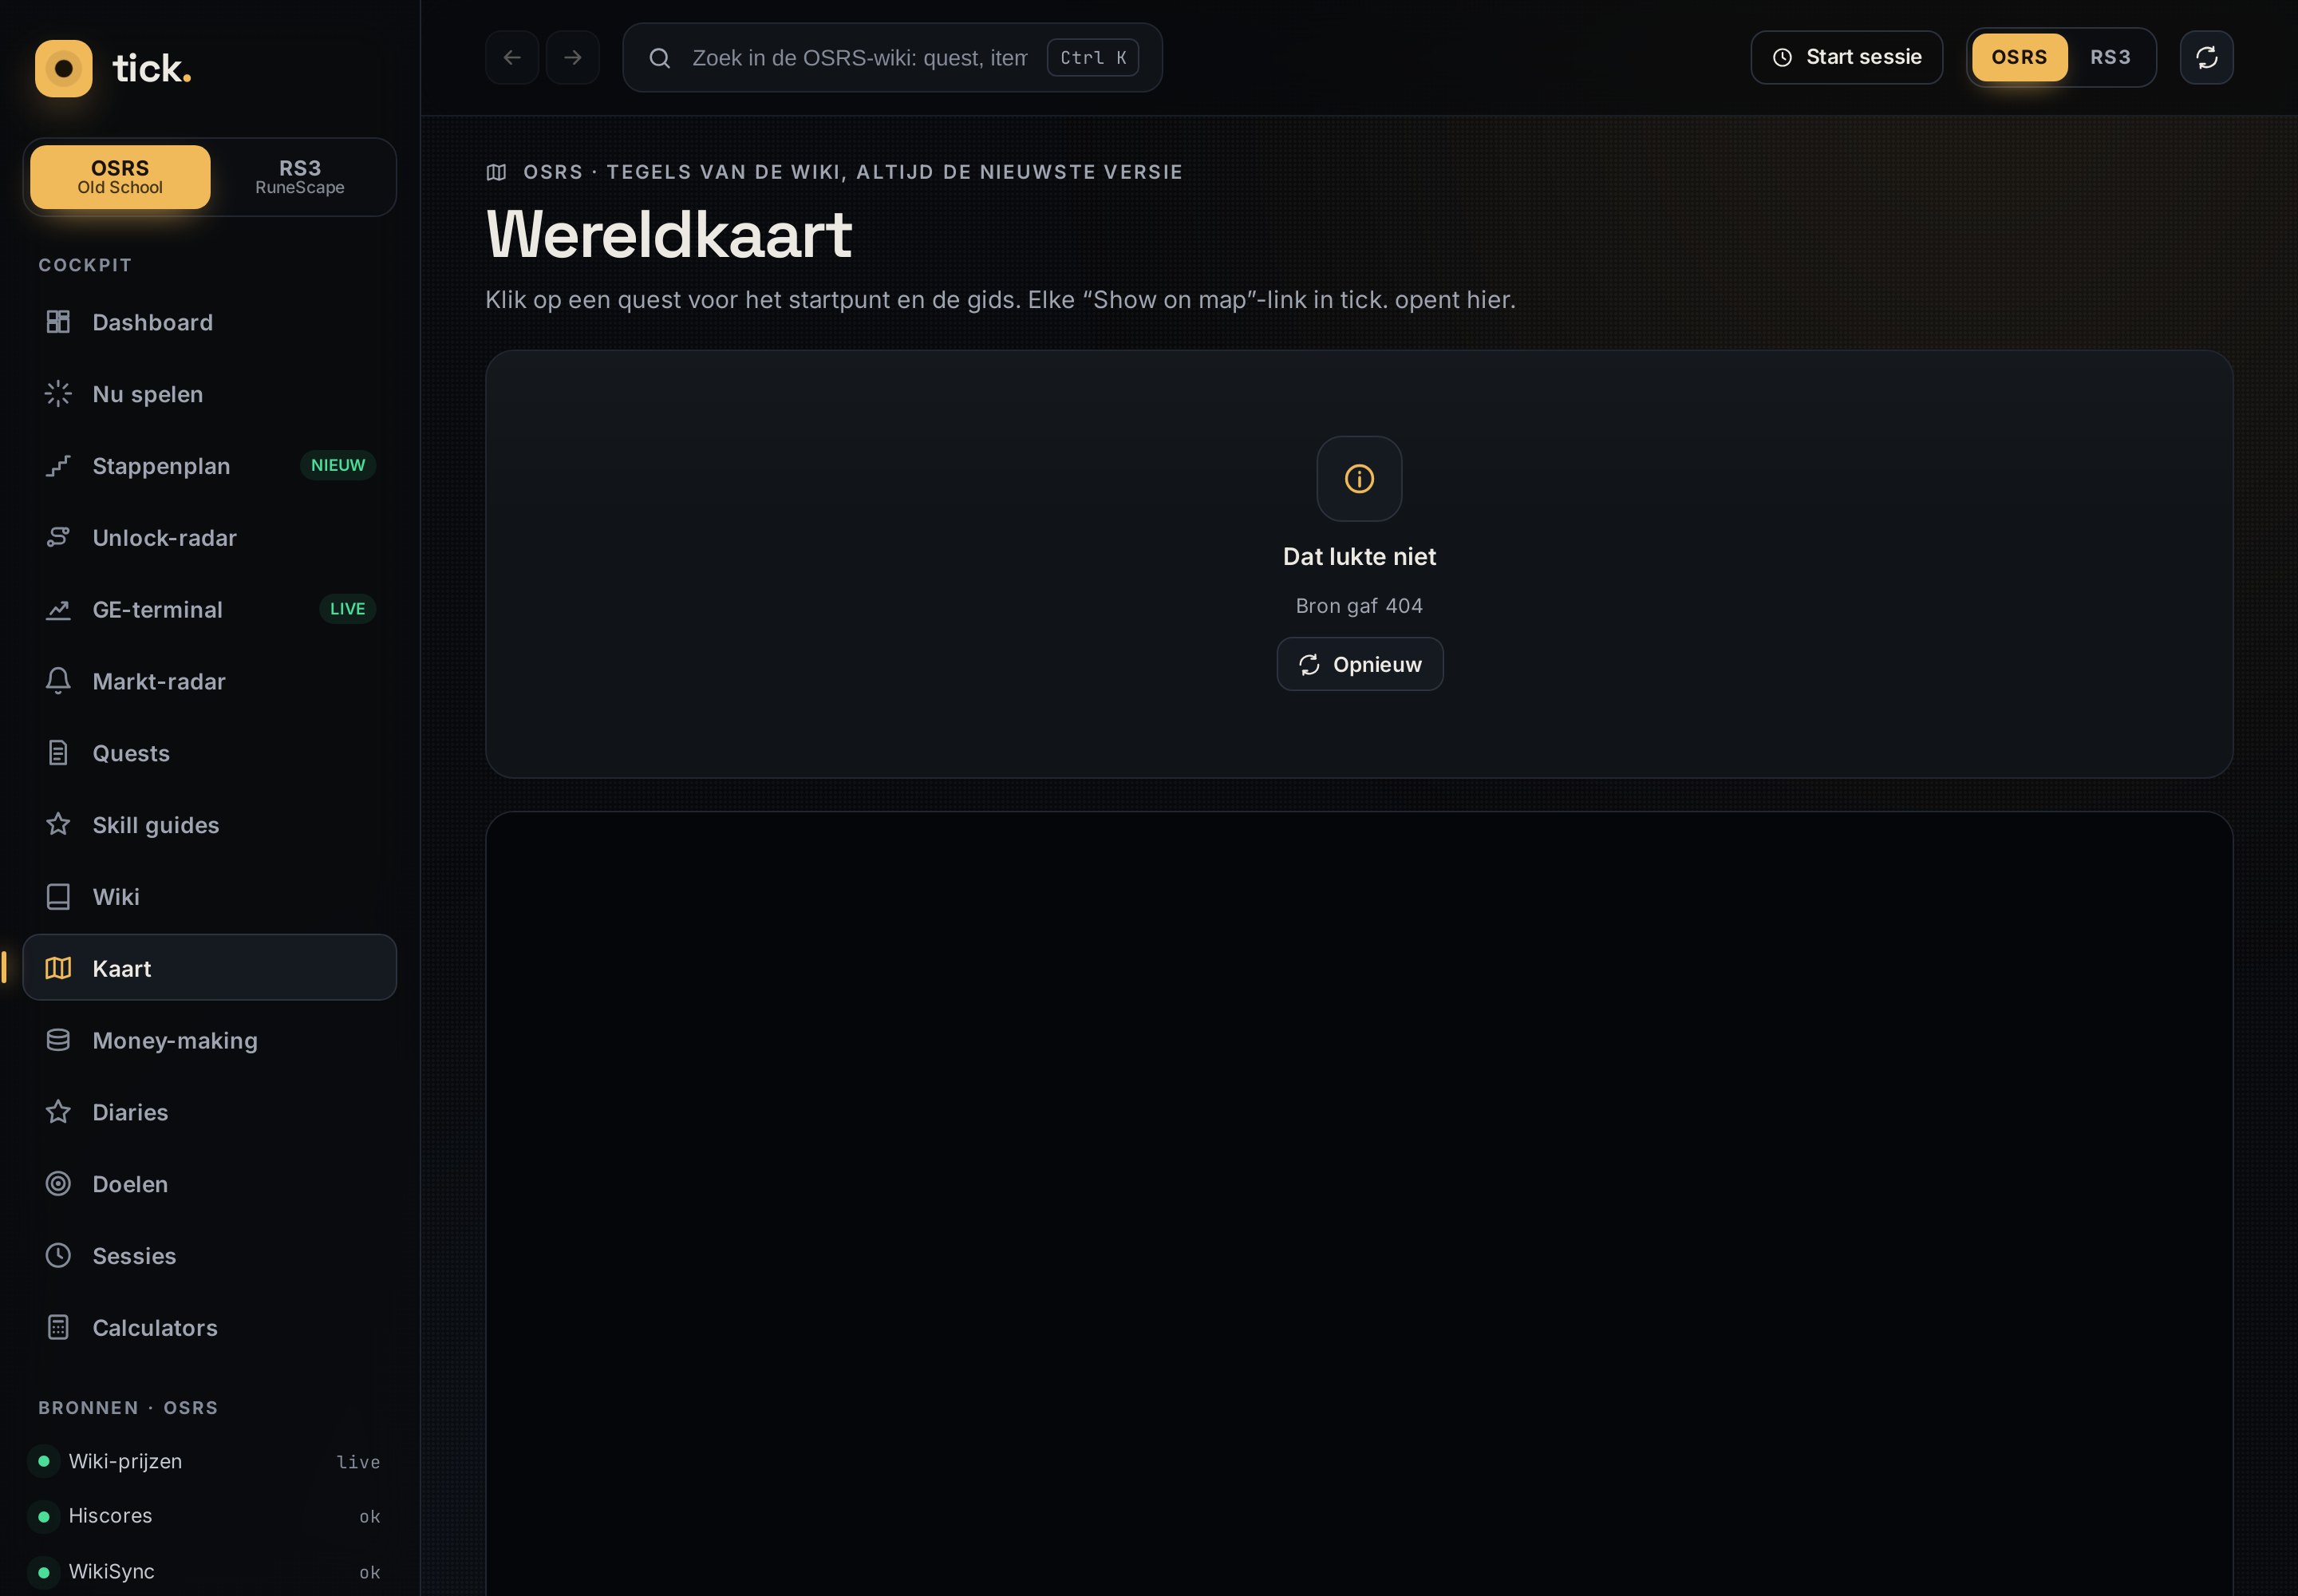 tick.
OSRS
Old School
RS3
RuneScape
COCKPIT
Dashboard
Nu spelen
Stappenplan
NIEUW
Unlock-radar
GE-terminal
LIVE
Markt-radar
Quests
Skill guides
Wiki
Kaart
Money-making
Diaries
Doelen
Sessies
Calculators
BRONNEN · OSRS
Wiki-prijzen
live
Hiscores
ok
WikiSync
ok
Zoek in de OSRS-wiki: quest, item
Ctrl K
Start sessie
OSRS
RS3
OSRS · TEGELS VAN DE WIKI, ALTIJD DE NIEUWSTE VERSIE
Wereldkaart
Klik op een quest voor het startpunt en de gids. Elke “Show on map”-link in tick. opent hier.
Dat lukte niet
Bron gaf 404
Opnieuw